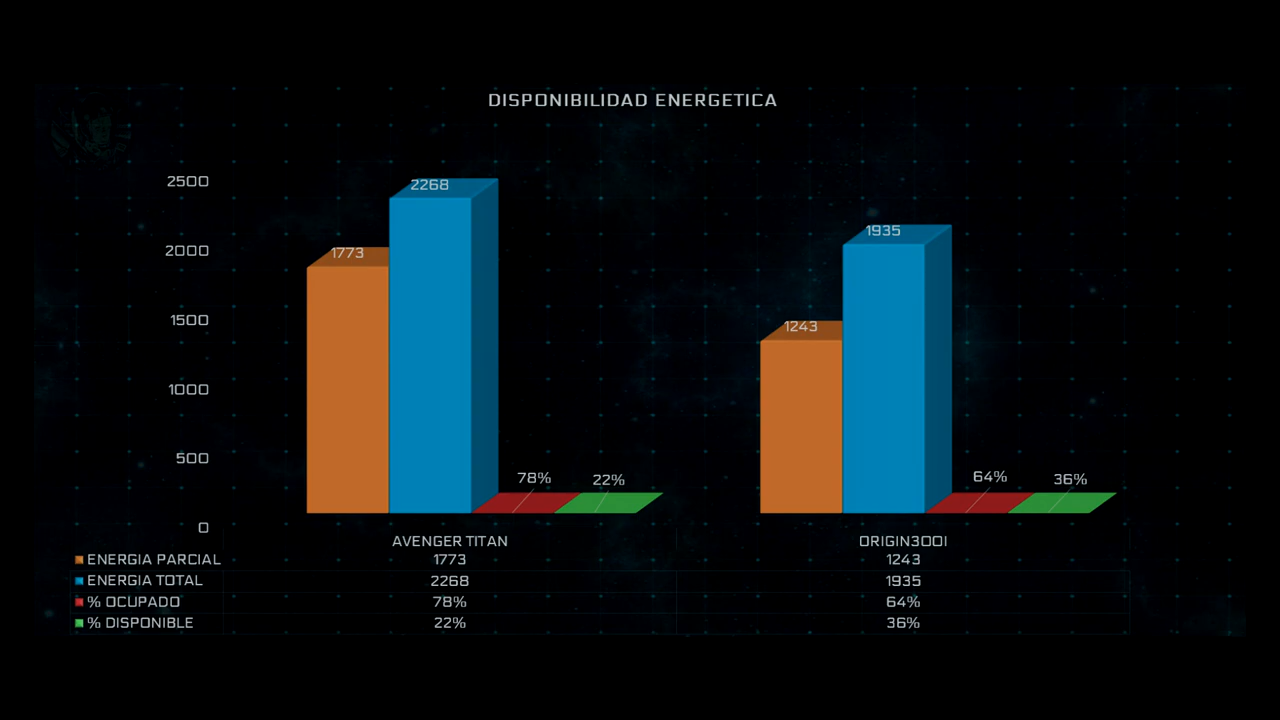 DISPONIBILIDAD ENERGETICA
2500
2000
1500
1000
500
0
1773
2268
78%
22%
1243
1935
64%
36%
AVENGER TITAN ORIGIN300I
ENERGIA PARCIAL 1773 1243
ENERGIA TOTAL 2268 1935
% OCUPADO 78% 64%
% DISPONIBLE 22% 36%